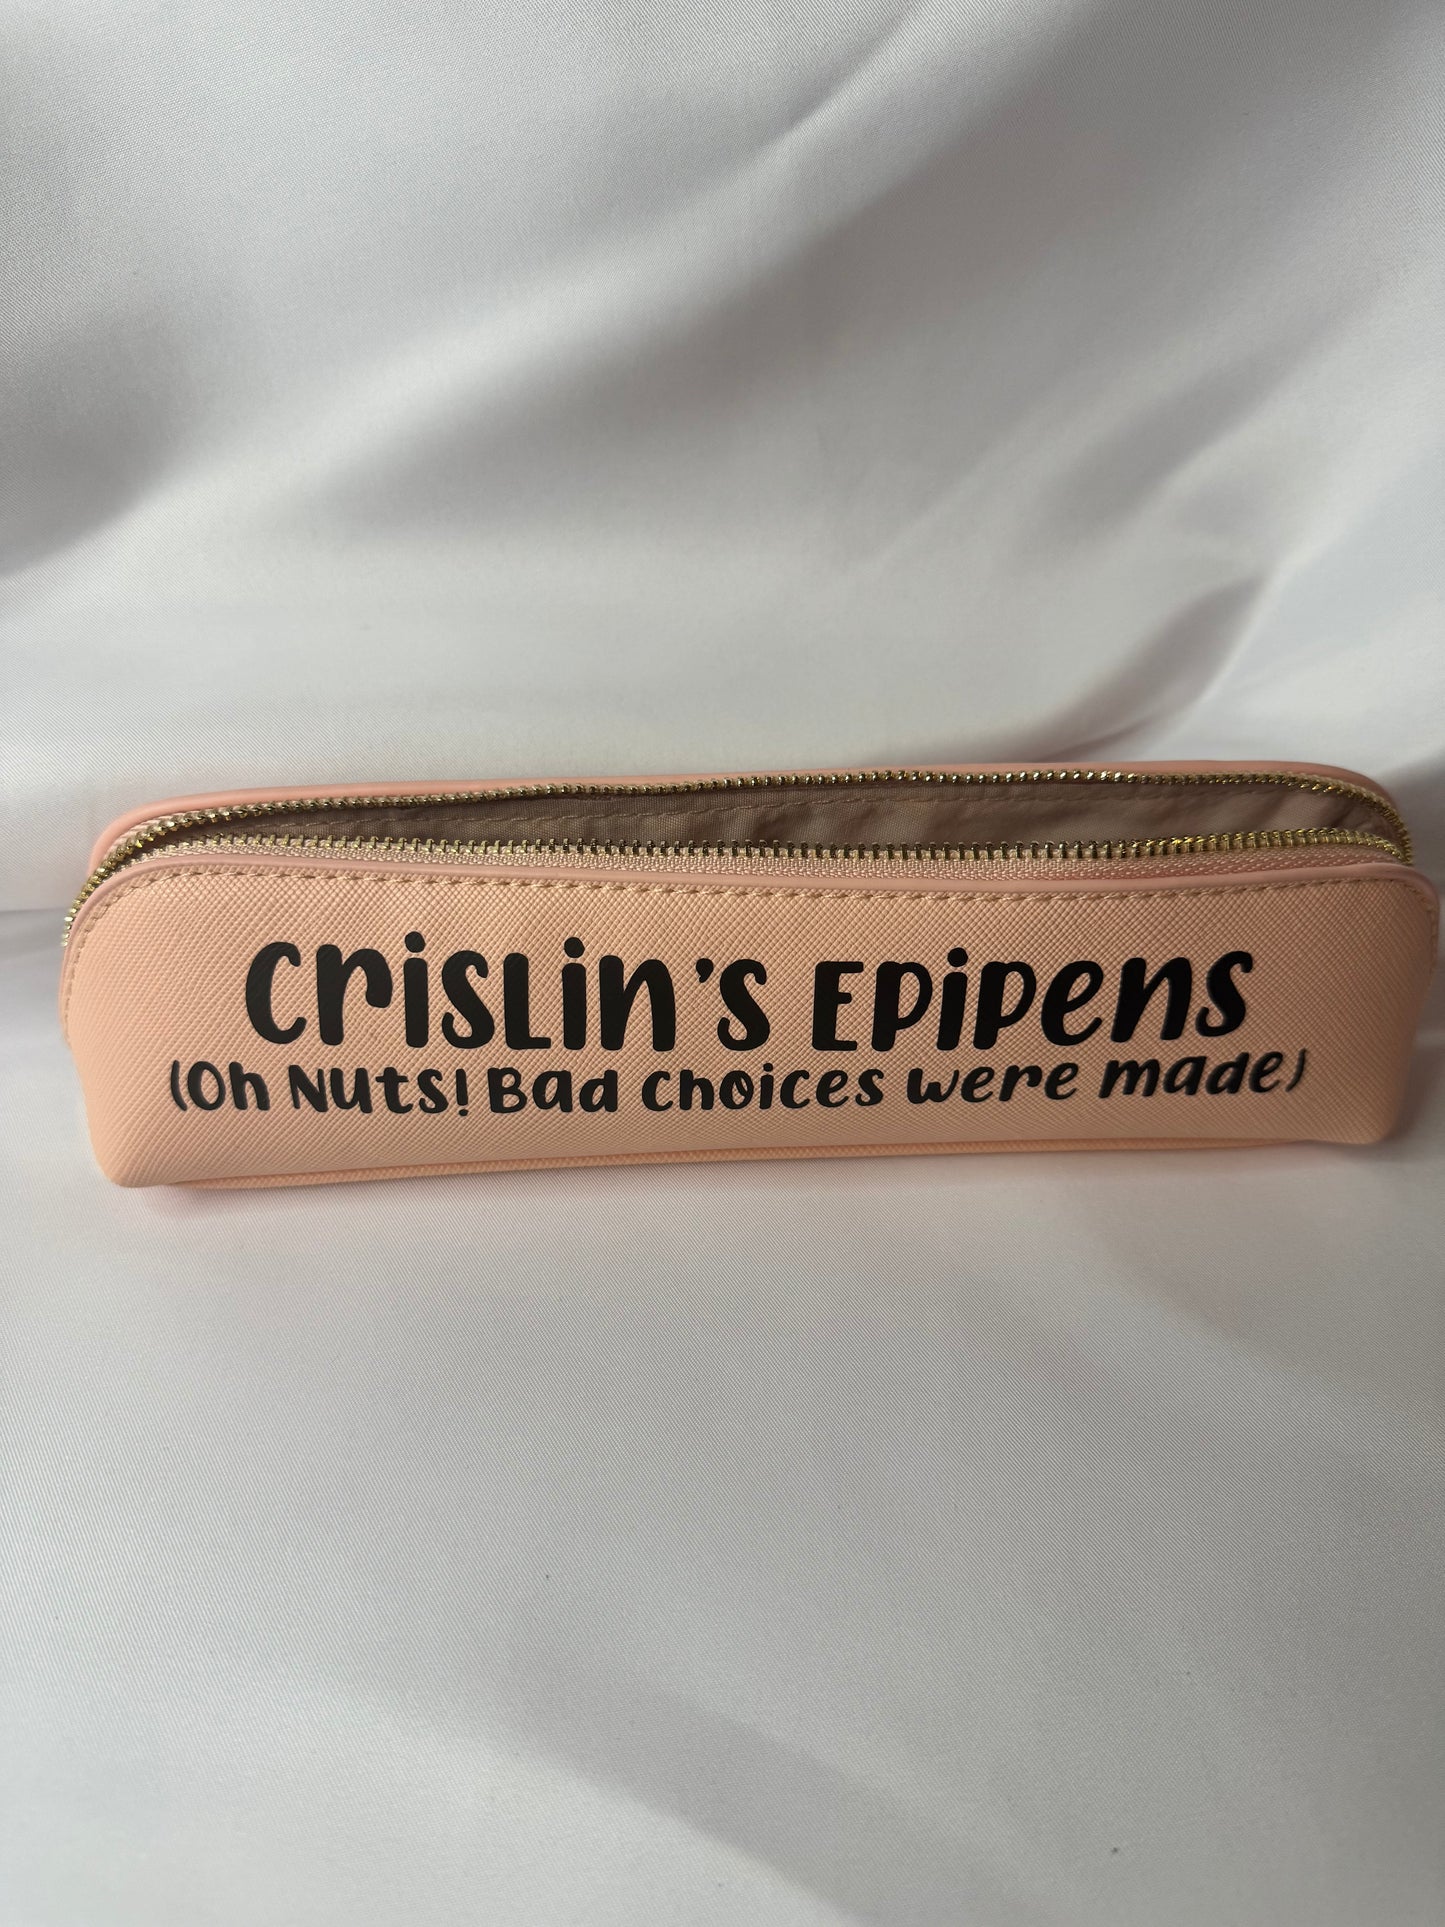 Crislin's Epipens
(Oh Nuts! Bad choices were made)